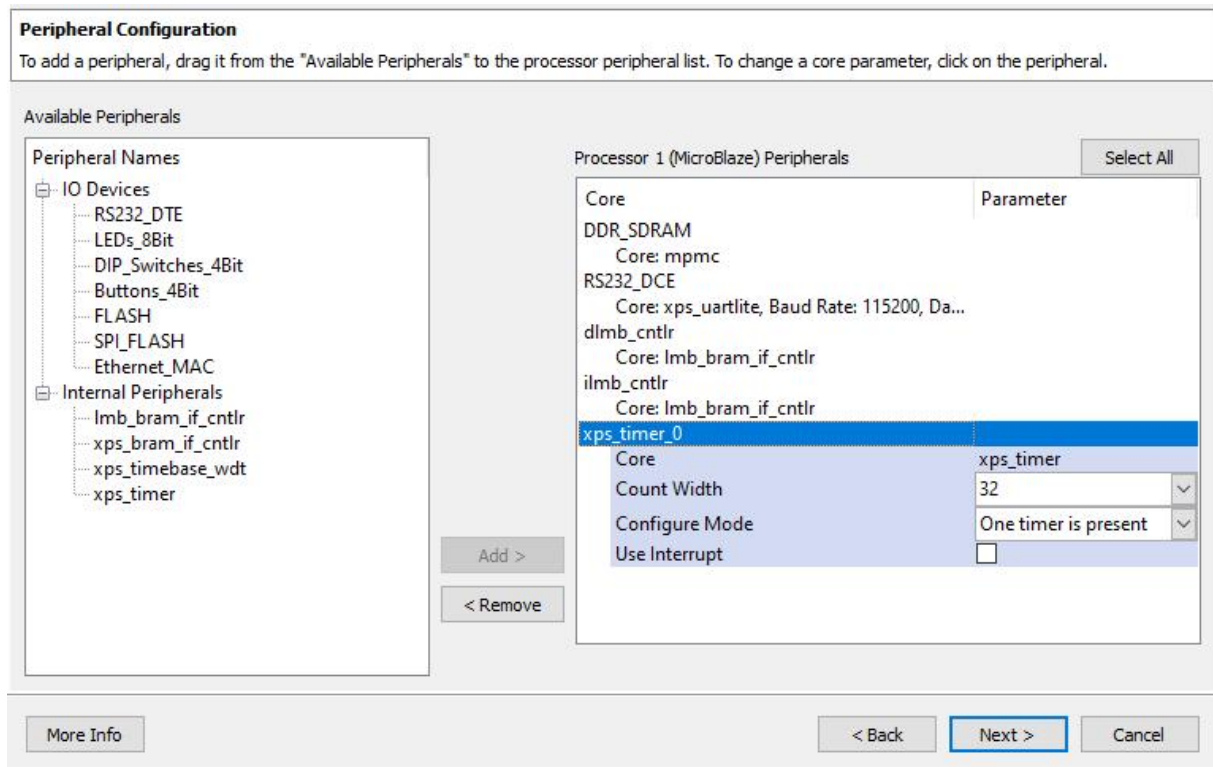 Peripheral Configuration
To add a peripheral, drag it from the "Available Peripherals" to the processor peripheral list. To change a core parameter, click on the peripheral.
Available Peripherals
Peripheral Names
IO Devices
RS232_DTE
LEDs_8Bit
DIP_Switches_4Bit
Buttons_4Bit
FLASH
SPI_FLASH
Ethernet_MAC
Internal Peripherals
lmb_bram_if_cntlr
xps_bram_if_cntlr
xps_timebase_wdt
xps_timer
Add >
< Remove
Processor 1 (MicroBlaze) Peripherals
Select All
Core Parameter
DDR_SDRAM
Core: mpmc
RS232_DCE
Core: xps_uartlite, Baud Rate: 115200, Da...
dlmb_cntlr
Core: lmb_bram_if_cntlr
ilmb_cntlr
Core: lmb_bram_if_cntlr
xps_timer_0
Core xps_timer
Count Width 32
Configure Mode One timer is present
Use Interrupt
More Info
< Back
Next >
Cancel